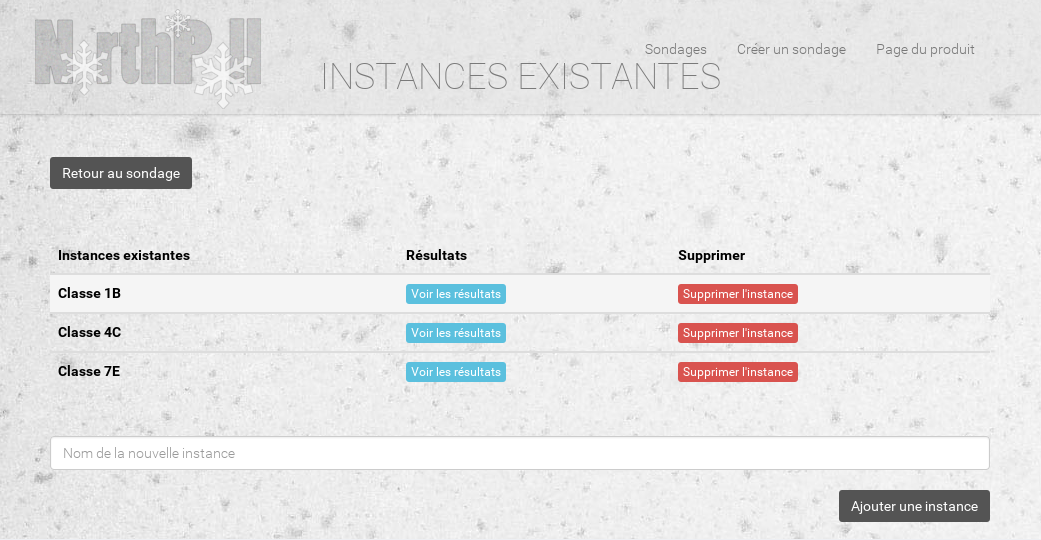 NorthPoll
Sondages Créer un sondage Page du produit
INSTANCES EXISTANTES
Retour au sondage
Instances existantes Résultats Supprimer
Classe 1B Voir les résultats Supprimer l'instance
Classe 4C Voir les résultats Supprimer l'instance
Classe 7E Voir les résultats Supprimer l'instance
Nom de la nouvelle instance
Ajouter une instance